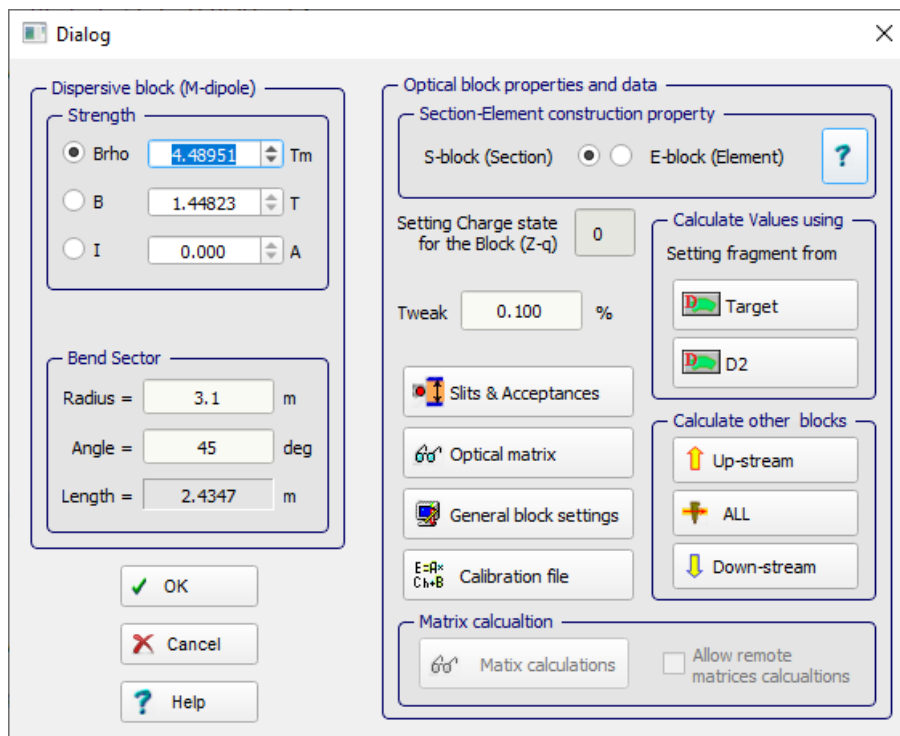 Dialog
Dispersive block (M-dipole)
Strength
Brho 4.48951 Tm
B 1.44823 T
I 0.000 A
Bend Sector
Radius = 3.1 m
Angle = 45 deg
Length = 2.4347 m
OK
Cancel
? Help
Optical block properties and data
Section-Element construction property
S-block (Section) E-block (Element) ?
Setting Charge state
for the Block (Z-q) 0
Tweak 0.100 %
Slits & Acceptances
Optical matrix
General block settings
E=A×
Ch+B
Calibration file
Calculate Values using
Setting fragment from
D Target
D D2
Calculate other blocks
Up-stream
ALL
Down-stream
Matrix calcualtion
Matix calculations
Allow remote
matrices calcualtions